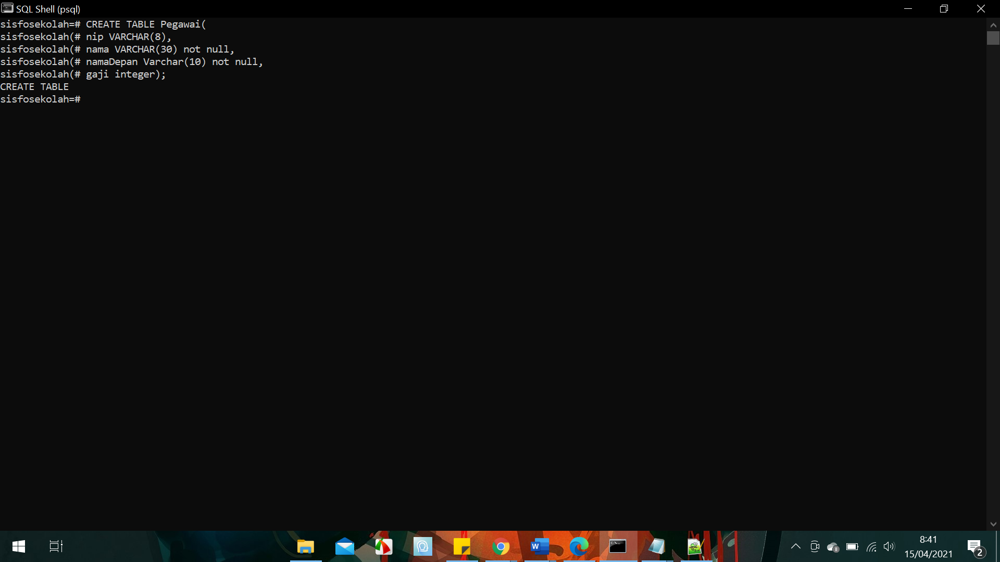 SQL Shell (psql)
sisfosekolah=# CREATE TABLE Pegawai(
sisfosekolah(# nip VARCHAR(8),
sisfosekolah(# nama VARCHAR(30) not null,
sisfosekolah(# namaDepan Varchar(10) not null,
sisfosekolah(# gaji integer);
CREATE TABLE
sisfosekolah=#
8:41
15/04/2021
2